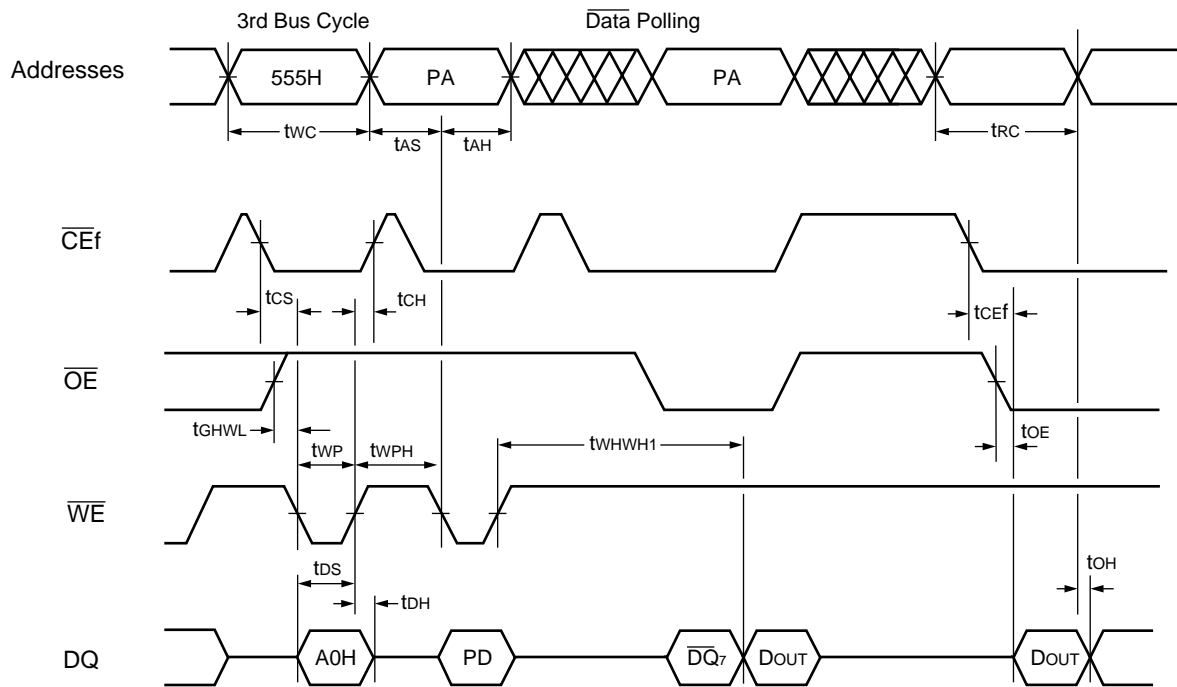 3rd Bus Cycle
Data Polling
Addresses
555H
PA
PA
tWC
tAS
tAH
tRC
CEf
tCS
tCH
tCEf
OE
tGHWL
tWP
tWPH
tWHWH1
tOE
WE
tDS
tDH
tOH
DQ
A0H
PD
DQ7
DOUT
DOUT